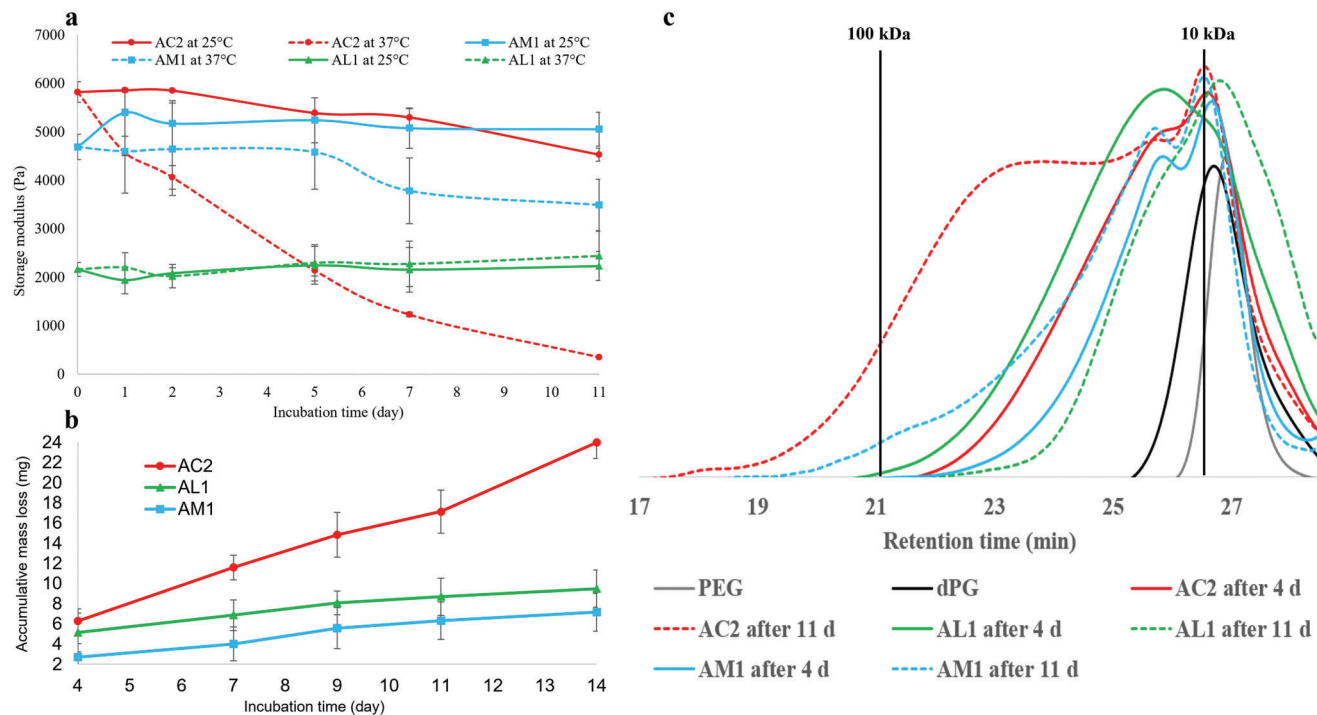 a
7000
6000
5000
4000
3000
2000
1000
0
Storage modulus (Pa)
AC2 at 25°C AC2 at 37°C AM1 at 25°C
AM1 at 37°C AL1 at 25°C AL1 at 37°C
0 1 2 3 4 5 6 7 8 9 10 11
Incubation time (day)
b
24
22
20
18
16
14
12
10
8
6
4
2
Accumulative mass loss (mg)
AC2
AL1
AM1
4 5 6 7 8 9 10 11 12 13 14
Incubation time (day)
c
100 kDa 10 kDa
17 19 21 23 25 27
Retention time (min)
PEG dPG AC2 after 4 d
AC2 after 11 d AL1 after 4 d AL1 after 11 d
AM1 after 4 d AM1 after 11 d